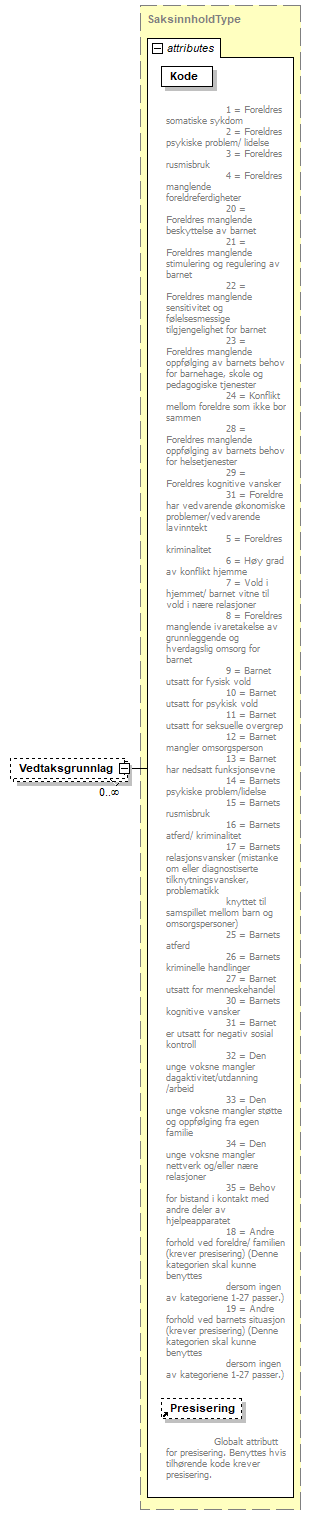 SaksinnholdType
attributes
Kode
1 = Foreldres
somatiske sykdom
2 = Foreldres
psykiske problem/ lidelse
3 = Foreldres
rusmisbruk
4 = Foreldres
manglende
foreldreferdigheter
20 =
Foreldres manglende
beskyttelse av barnet
21 =
Foreldres manglende
stimulering og regulering av
barnet
22 =
Foreldres manglende
sensitivitet og
følelsesmessige
tilgjengelighet for barnet
23 =
Foreldres manglende
oppfølging av barnets behov
for barnehage, skole og
pedagogiske tjenester
24 = Konflikt
mellom foreldre som ikke bor
sammen
28 =
Foreldres manglende
oppfølging av barnets behov
for helsetjenester
29 =
Foreldres kognitive vansker
31 = Foreldre
har vedvarende økonomiske
problemer/vedvarende
lavinntekt
5 = Foreldres
kriminalitet
6 = Høy grad
av konflikt hjemme
7 = Vold i
hjemmet/ barnet vitne til
vold i nære relasjoner
8 = Foreldres
manglende ivaretakelse av
grunnleggende og
hverdagslig omsorg for
barnet
9 = Barnet
utsatt for fysisk vold
10 = Barnet
utsatt for psykisk vold
11 = Barnet
utsatt for seksuelle overgrep
12 = Barnet
mangler omsorgsperson
13 = Barnet
har nedsatt funksjonsevne
14 = Barnets
psykiske problem/lidelse
15 = Barnets
rusmisbruk
16 = Barnets
atferd/ kriminalitet
17 = Barnets
relasjonsvansker (mistanke
om eller diagnostiserte
tilknytningsvansker,
problematikk
knyttet til
samspillet mellom barn og
omsorgspersoner)
25 = Barnets
atferd
26 = Barnets
kriminelle handlinger
27 = Barnet
utsatt for menneskehandel
30 = Barnets
kognitive vansker
31 = Barnet
er utsatt for negativ sosial
kontroll
32 = Den
unge voksne mangler
dagaktivitet/utdanning
/arbeid
33 = Den
unge voksne mangler støtte
og oppfølging fra egen
familie
34 = Den
unge voksne mangler
nettverk og/eller nære
relasjoner
35 = Behov
for bistand i kontakt med
andre deler av
hjelpeapparatet
18 = Andre
forhold ved foreldre/ familien
(krever presisering) (Denne
kategorien skal kunne
benyttes
dersom ingen
av kategoriene 1-27 passer.)
19 = Andre
forhold ved barnets situasjon
(krever presisering) (Denne
kategorien skal kunne
benyttes
dersom ingen
av kategoriene 1-27 passer.)
Presisering
Globalt attributt
for presisering. Benyttes hvis
tilhørende kode krever
presisering.
Vedtaksgrunnlag
0..∞